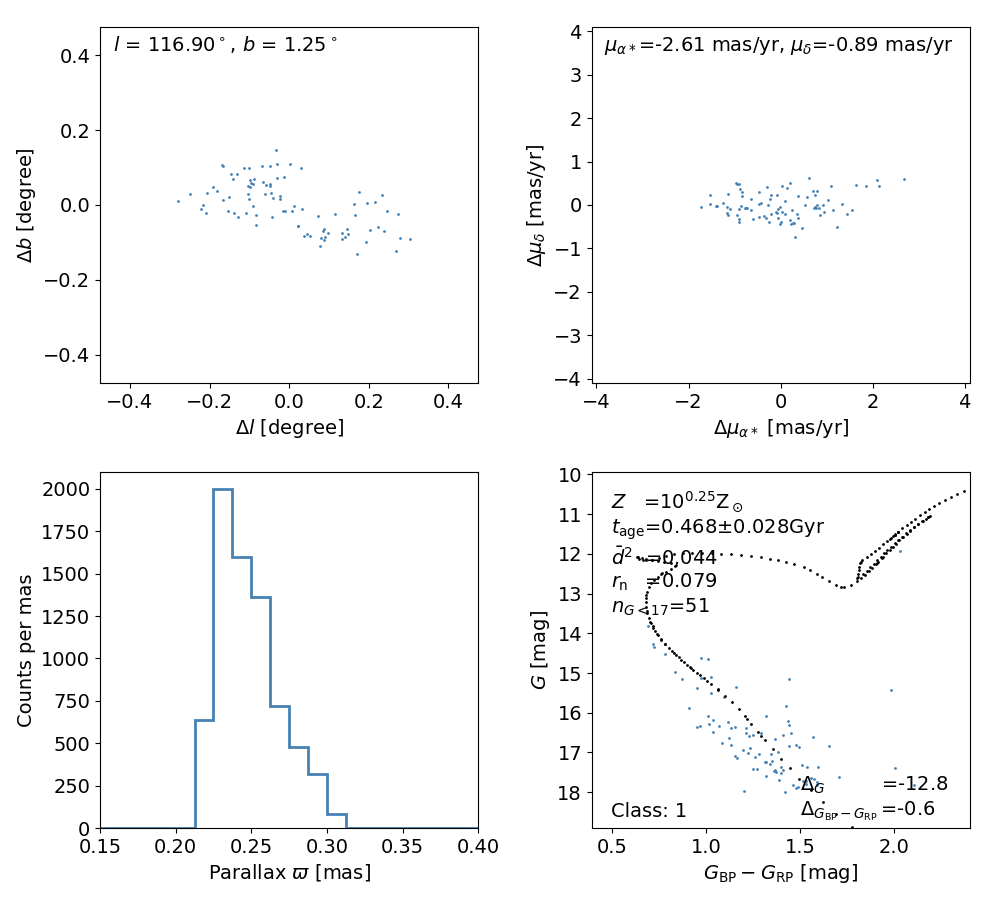 l = 116.90°, b = 1.25°
0.4
0.2
0.0
−0.2
−0.4
Δb [degree]
−0.4 −0.2 0.0 0.2 0.4
Δl [degree]
μα*=-2.61 mas/yr, μδ=-0.89 mas/yr
4
3
2
1
0
−1
−2
−3
−4
Δμδ [mas/yr]
−4 −2 0 2 4
Δμα* [mas/yr]
2000
1750
1500
1250
1000
750
500
250
0
Counts per mas
0.15 0.20 0.25 0.30 0.35 0.40
Parallax ϖ [mas]
10
11
12
13
14
15
16
17
18
G [mag]
Z =10^0.25 Z⊙
t_age=0.468±0.028Gyr
d̄² =0.044
r_n =0.079
n_G<17=51
Δ_G =-12.8
Δ_G_BP−G_RP =-0.6
Class: 1
0.5 1.0 1.5 2.0
G_BP − G_RP [mag]